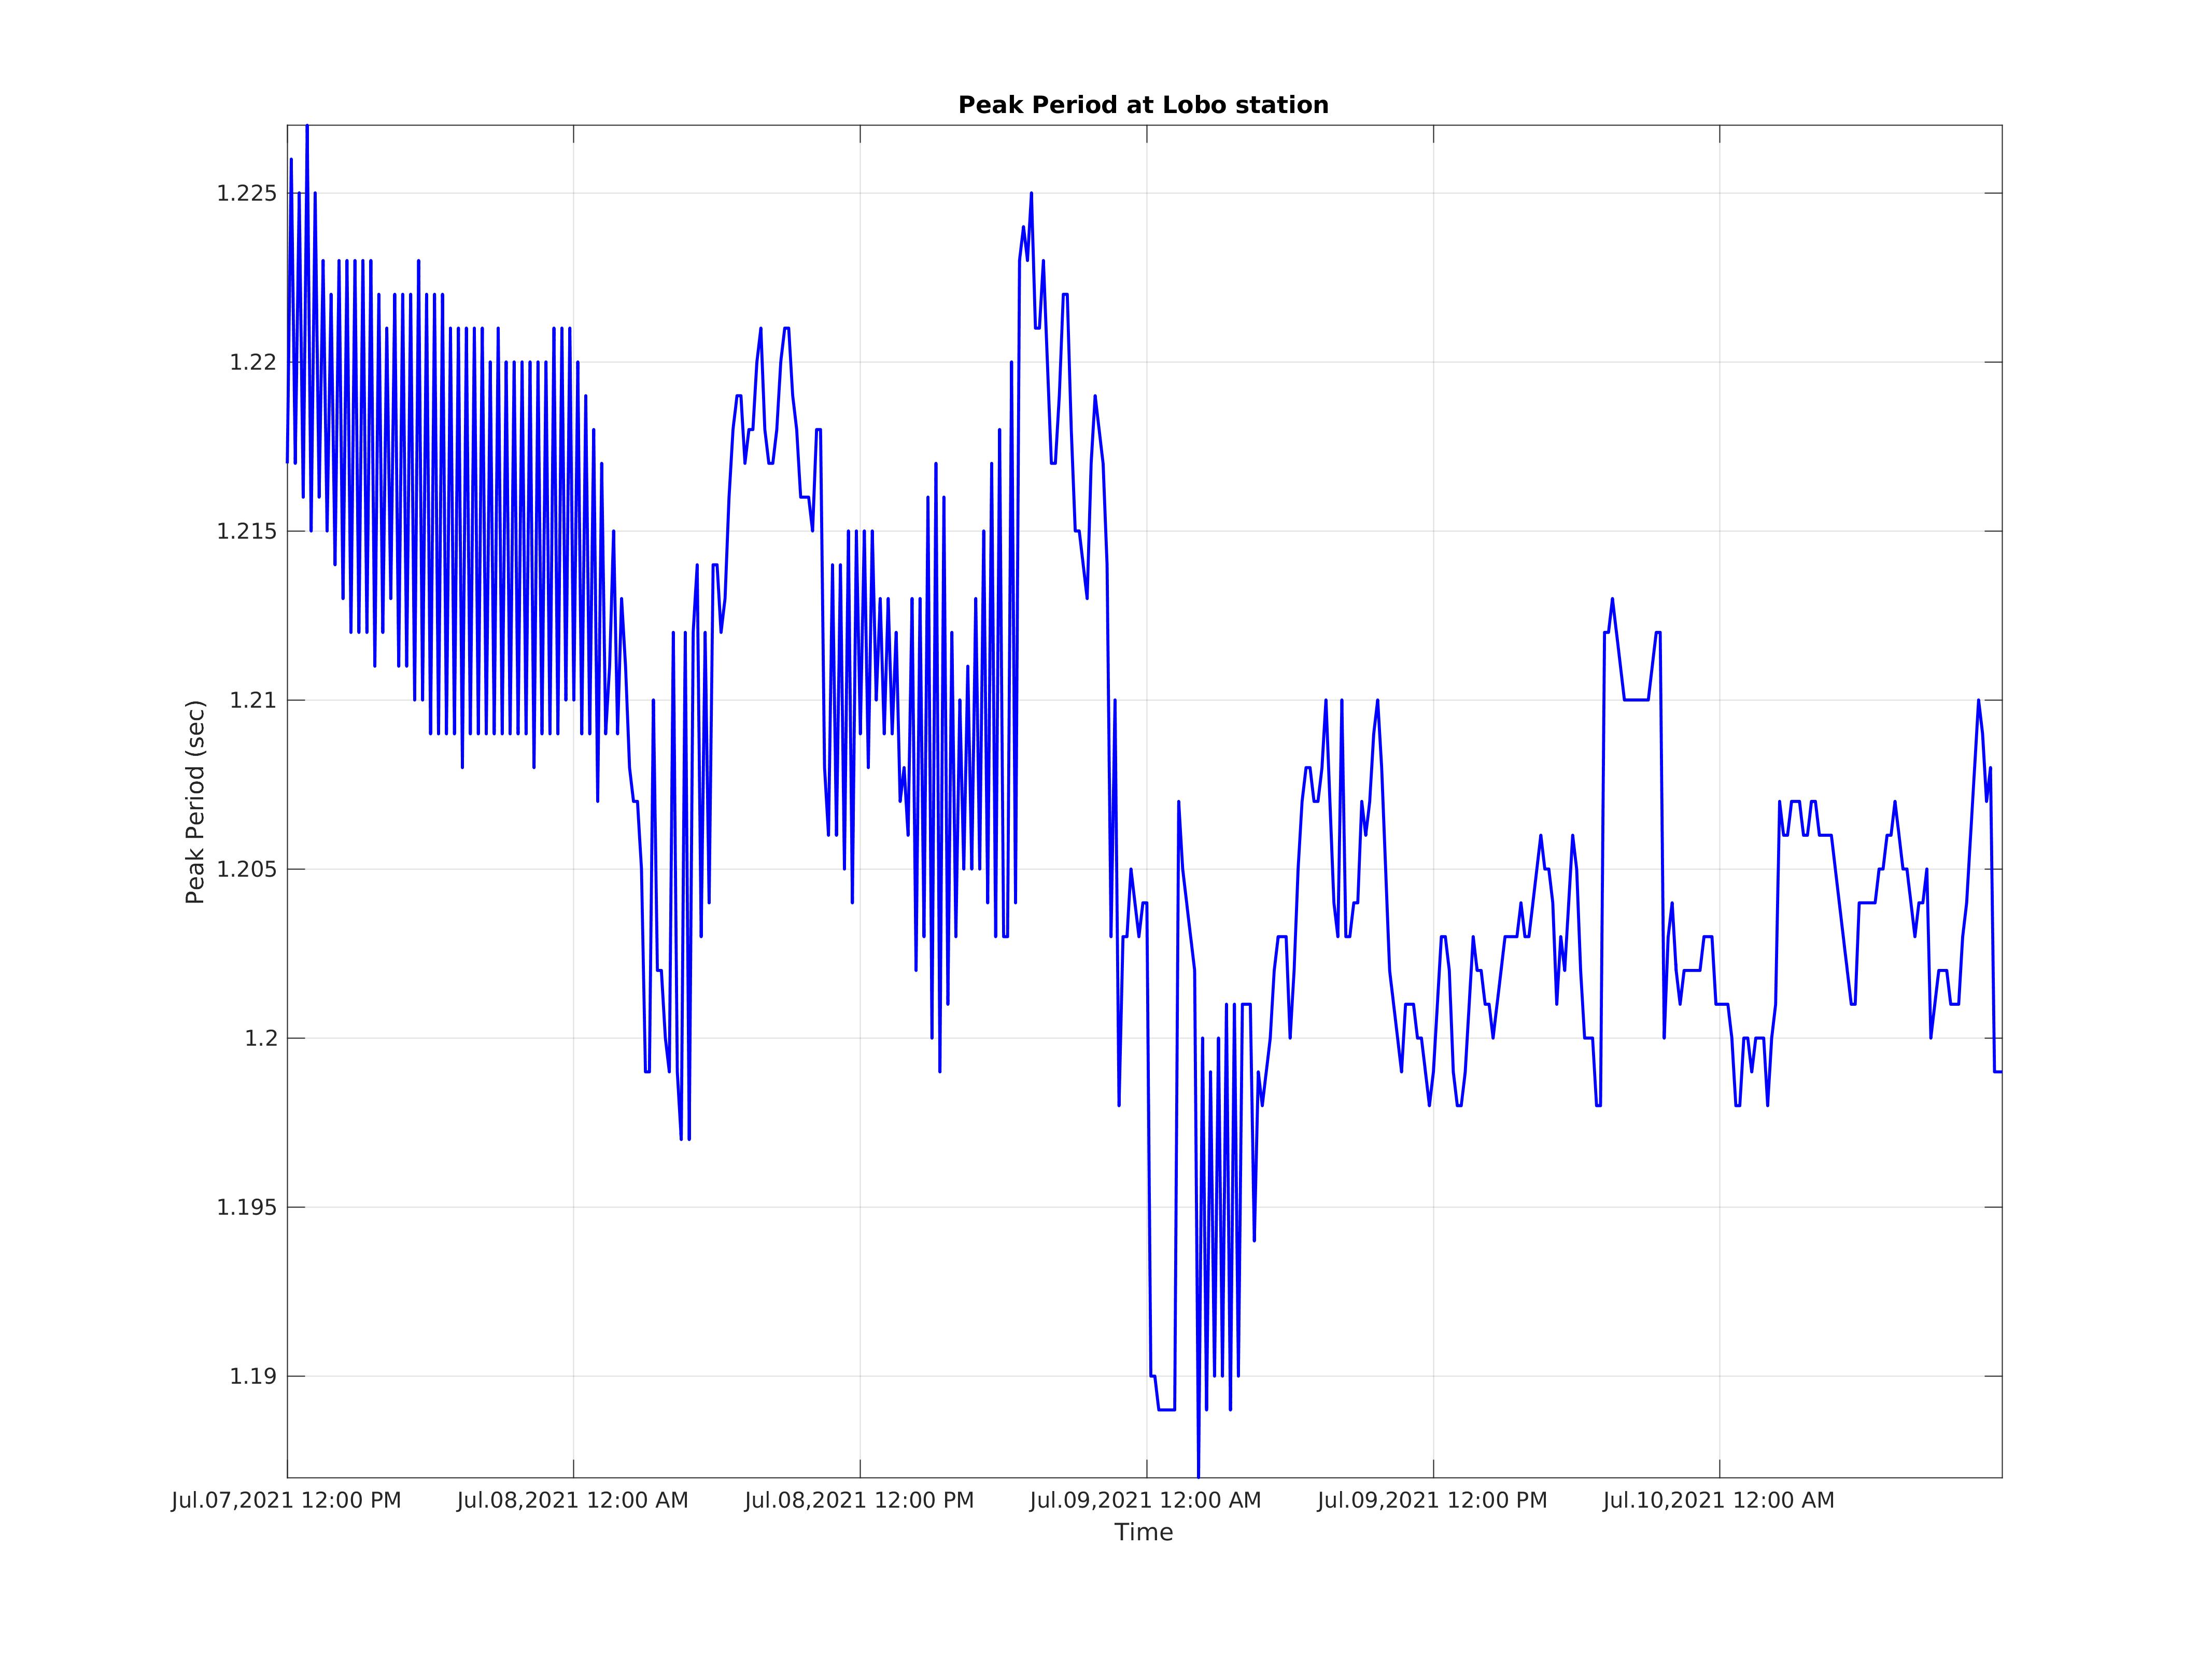 Peak Period at Lobo station
1.225
1.22
1.215
1.21
1.205
1.2
1.195
1.19
Peak Period (sec)
Jul.07,2021 12:00 PM
Jul.08,2021 12:00 AM
Jul.08,2021 12:00 PM
Jul.09,2021 12:00 AM
Jul.09,2021 12:00 PM
Jul.10,2021 12:00 AM
Time